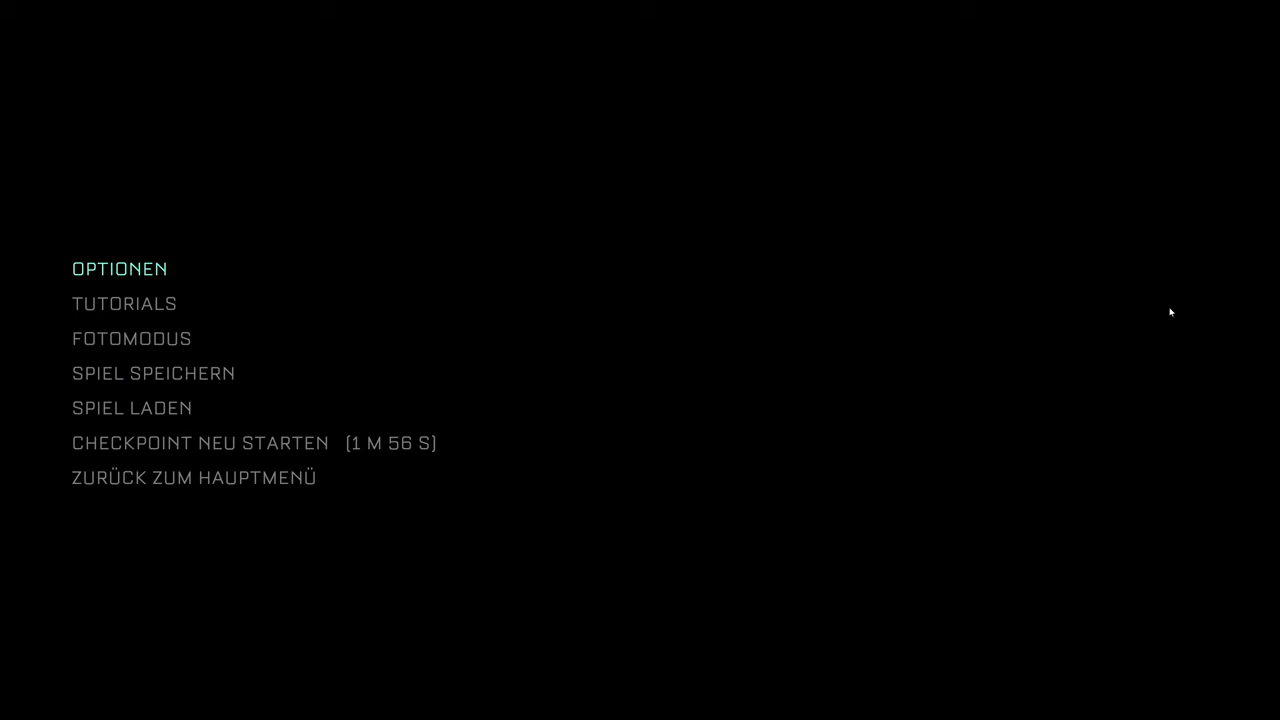 OPTIONEN
TUTORIALS
FOTOMODUS
SPIEL SPEICHERN
SPIEL LADEN
CHECKPOINT NEU STARTEN (1 M 56 S)
ZURÜCK ZUM HAUPTMENÜ